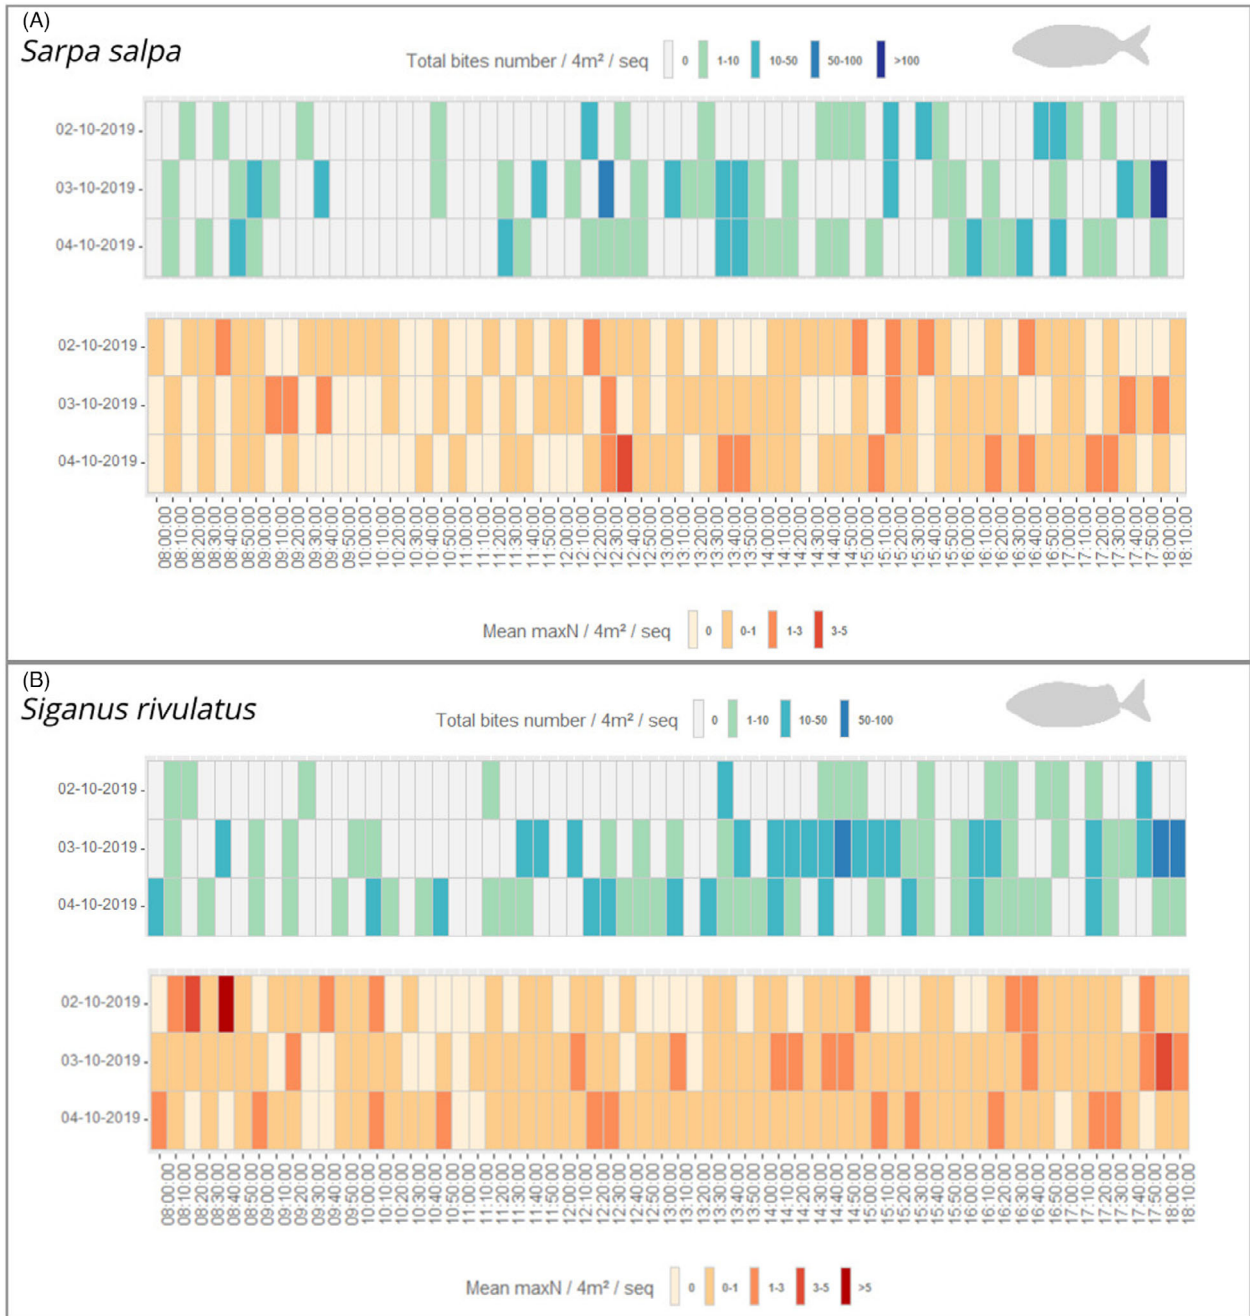 (A)
Sarpa salpa
Total bites number / 4m² / seq 0 1-10 10-50 50-100 >100
02-10-2019
03-10-2019
04-10-2019
02-10-2019
03-10-2019
04-10-2019
08:00:00 08:10:00 08:20:00 08:30:00 08:40:00 08:50:00 09:00:00 09:10:00 09:20:00 09:30:00 09:40:00 09:50:00 10:00:00 10:10:00 10:20:00 10:30:00 10:40:00 10:50:00 11:00:00 11:10:00 11:20:00 11:30:00 11:40:00 11:50:00 12:00:00 12:10:00 12:20:00 12:30:00 12:40:00 12:50:00 13:00:00 13:10:00 13:20:00 13:30:00 13:40:00 13:50:00 14:00:00 14:10:00 14:20:00 14:30:00 14:40:00 14:50:00 15:00:00 15:10:00 15:20:00 15:30:00 15:40:00 15:50:00 16:00:00 16:10:00 16:20:00 16:30:00 16:40:00 16:50:00 17:00:00 17:10:00 17:20:00 17:30:00 17:40:00 17:50:00 18:00:00 18:10:00
Mean maxN / 4m² / seq 0 0-1 1-3 3-5
(B)
Siganus rivulatus
Total bites number / 4m² / seq 0 1-10 10-50 50-100
02-10-2019
03-10-2019
04-10-2019
02-10-2019
03-10-2019
04-10-2019
08:00:00 08:10:00 08:20:00 08:30:00 08:40:00 08:50:00 09:00:00 09:10:00 09:20:00 09:30:00 09:40:00 09:50:00 10:00:00 10:10:00 10:20:00 10:30:00 10:40:00 10:50:00 11:00:00 11:10:00 11:20:00 11:30:00 11:40:00 11:50:00 12:00:00 12:10:00 12:20:00 12:30:00 12:40:00 12:50:00 13:00:00 13:10:00 13:20:00 13:30:00 13:40:00 13:50:00 14:00:00 14:10:00 14:20:00 14:30:00 14:40:00 14:50:00 15:00:00 15:10:00 15:20:00 15:30:00 15:40:00 15:50:00 16:00:00 16:10:00 16:20:00 16:30:00 16:40:00 16:50:00 17:00:00 17:10:00 17:20:00 17:30:00 17:40:00 17:50:00 18:00:00 18:10:00
Mean maxN / 4m² / seq 0 0-1 1-3 3-5 >5